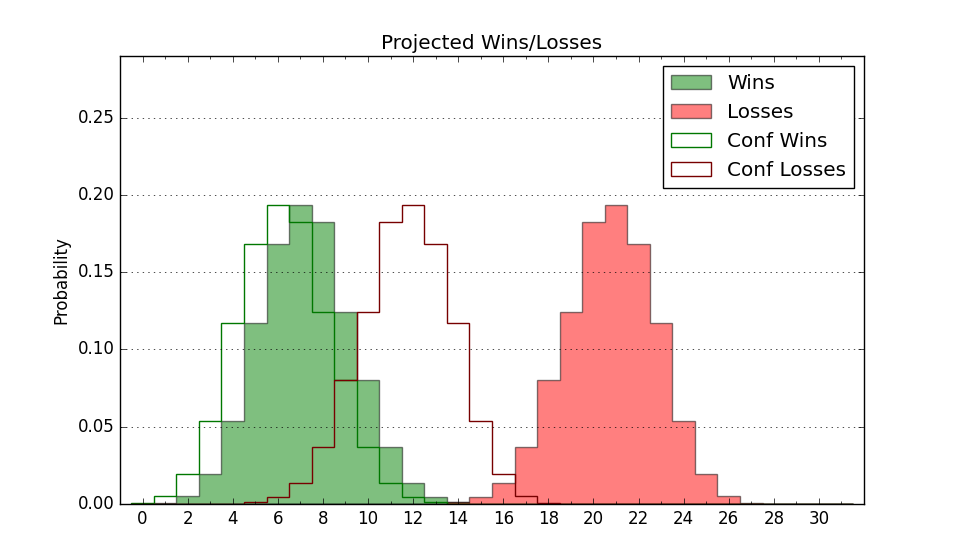 Projected Wins/Losses
Wins
Losses
Conf Wins
Conf Losses
Probability
0.25
0.20
0.15
0.10
0.05
0.00
0 2 4 6 8 10 12 14 16 18 20 22 24 26 28 30